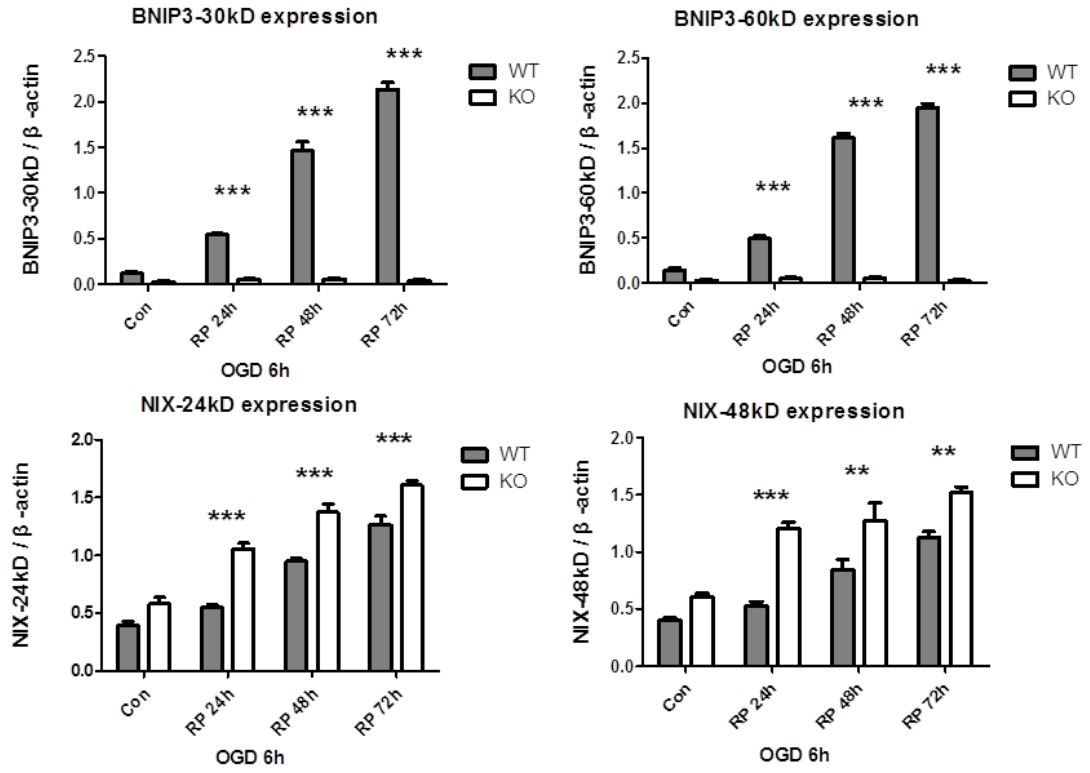 BNIP3-30kD expression
BNIP3-30kD / β -actin
2.5
2.0
1.5
1.0
0.5
0.0
***
***
***
WT
KO
Con
RP 24h
RP 48h
RP 72h
OGD 6h
BNIP3-60kD expression
BNIP3-60kD / β -actin
2.5
2.0
1.5
1.0
0.5
0.0
***
***
***
WT
KO
Con
RP 24h
RP 48h
RP 72h
OGD 6h
NIX-24kD expression
NIX-24kD / β -actin
2.0
1.5
1.0
0.5
0.0
***
***
***
WT
KO
Con
RP 24h
RP 48h
RP 72h
OGD 6h
NIX-48kD expression
NIX-48kD / β -actin
2.0
1.5
1.0
0.5
0.0
***
**
**
WT
KO
Con
RP 24h
RP 48h
RP 72h
OGD 6h